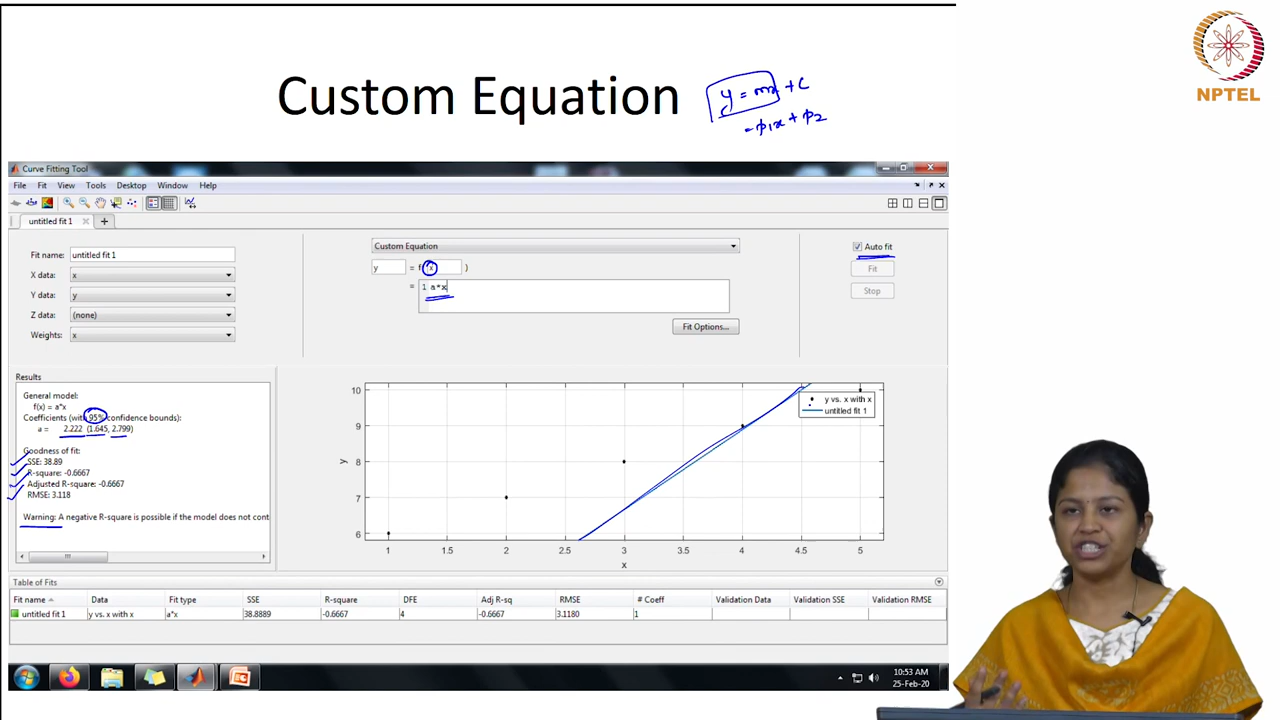 NPTEL
Custom Equation
y = mx + c
= p1x + p2
Curve Fitting Tool
File Fit View Tools Desktop Window Help
untitled fit 1
Fit name: untitled fit 1
X data: x
Y data: y
Z data: (none)
Weights: x
Custom Equation
y = f( x )
= 1 a*x
Fit Options...
Auto fit
Fit
Stop
Results
General model:
f(x) = a*x
Coefficients (with 95% confidence bounds):
a = 2.222 (1.645, 2.799)
Goodness of fit:
SSE: 38.89
R-square: -0.6667
Adjusted R-square: -0.6667
RMSE: 3.118
Warning: A negative R-square is possible if the model does not cont
10
9
8
7
6
y
1 1.5 2 2.5 3 3.5 4 4.5 5
x
y vs. x with x
untitled fit 1
Table of Fits
Fit name Data Fit type SSE R-square DFE Adj R-sq RMSE # Coeff Validation Data Validation SSE Validation RMSE
untitled fit 1 y vs. x with x a*x 38.8889 -0.6667 4 -0.6667 3.1180 1
10:53 AM
25-Feb-20